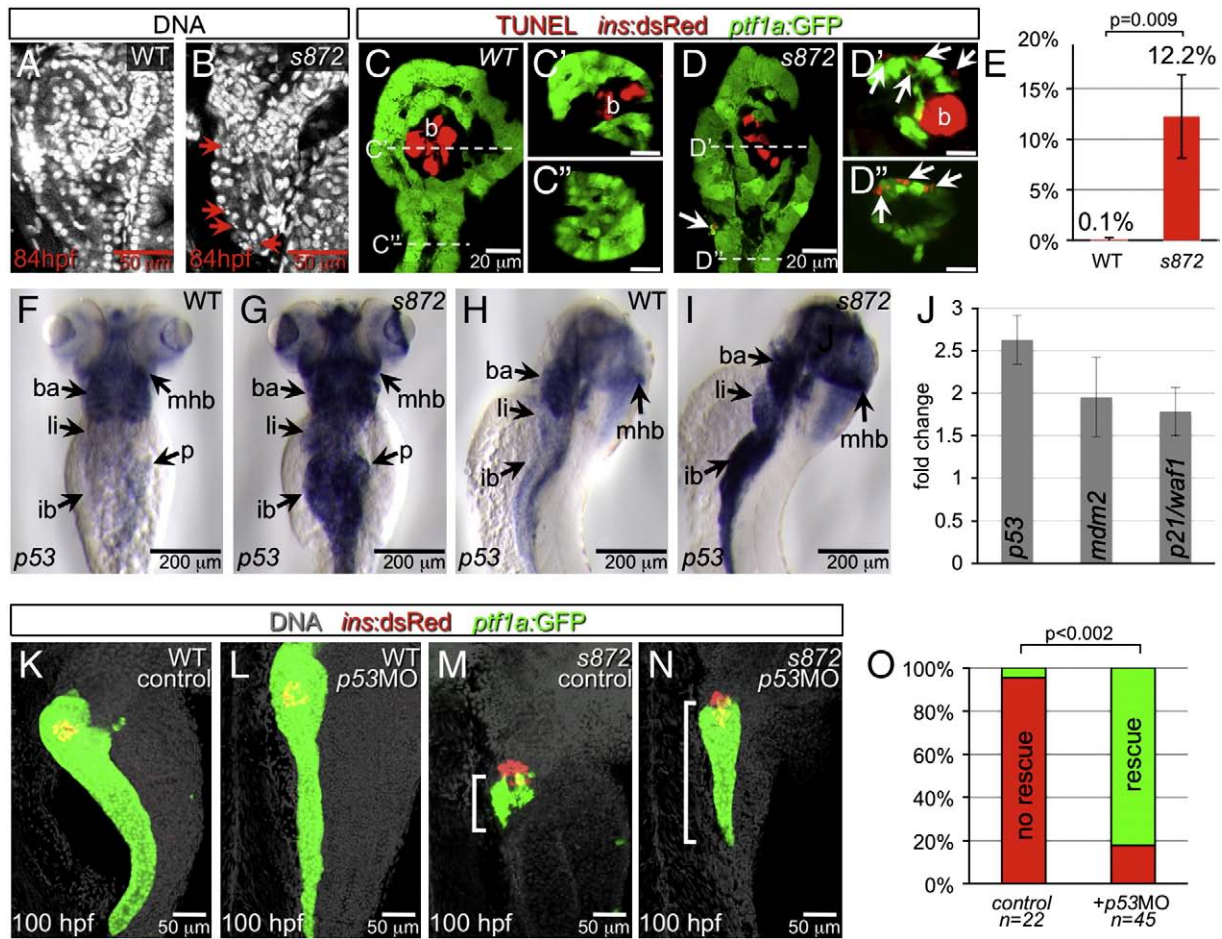 DNA
TUNEL ins:dsRed ptf1a:GFP
A WT
84hpf 50 µm
B s872
84hpf 50 µm
C WT
b
C'
C"
20 µm
C'
b
C"
D s872
D'
D"
20 µm
D'
b
D"
E
p=0.009
20%
15%
10%
5%
0%
0.1%
12.2%
WT s872
F WT
ba
mhb
li
p
ib
p53 200 µm
G s872
ba
mhb
li
p
ib
p53 200 µm
H WT
ba
li
mhb
ib
p53 200 µm
I s872
J
ba
li
mhb
ib
p53 200 µm
J
fold change
3
2.5
2
1.5
1
0.5
0
p53
mdm2
p21/waf1
DNA ins:dsRed ptf1a:GFP
K WT
control
100 hpf 50 µm
L WT
p53MO
100 hpf 50 µm
M s872
control
100 hpf 50 µm
N s872
p53MO
100 hpf 50 µm
O
p<0.002
100%
80%
60%
40%
20%
0%
no rescue
rescue
control +p53MO
n=22 n=45